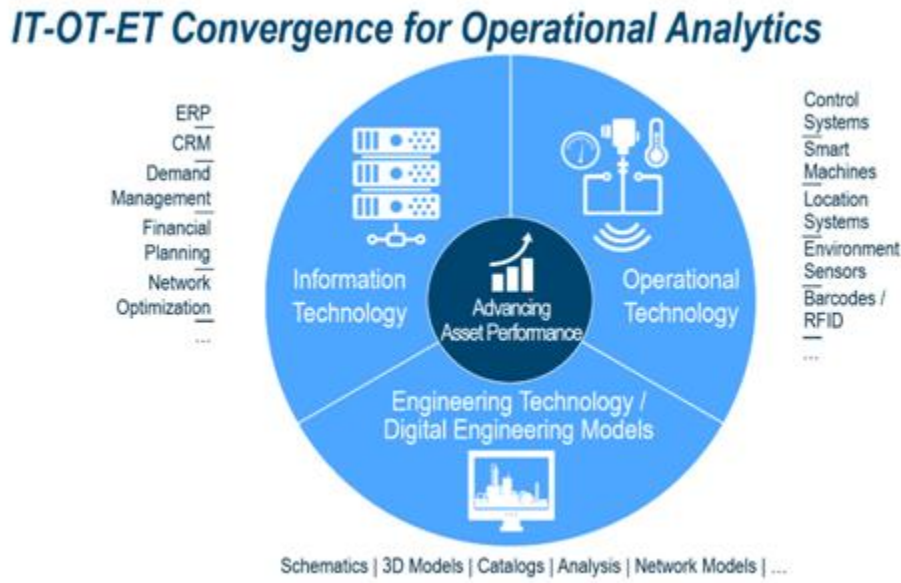 IT-OT-ET Convergence for Operational Analytics
ERP
CRM
Demand
Management
Financial
Planning
Network
Optimization
...
Information
Technology
Advancing
Asset Performance
Operational
Technology
Control
Systems
Smart
Machines
Location
Systems
Environment
Sensors
Barcodes /
RFID
...
Engineering Technology /
Digital Engineering Models
Schematics | 3D Models | Catalogs | Analysis | Network Models | ...